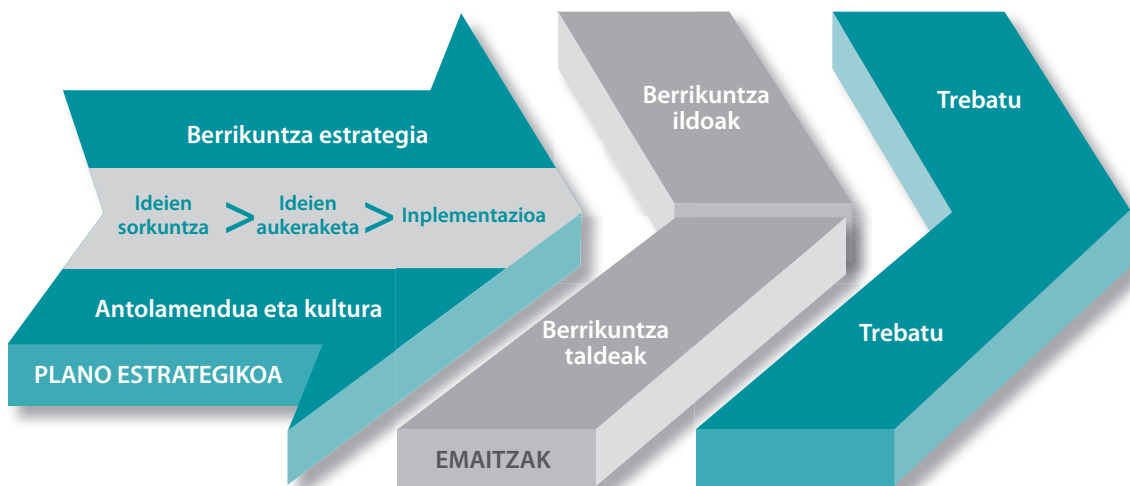 Berrikuntza estrategia
Ideien
sorkuntza
>
Ideien
aukeraketa
>
Inplementazioa
Antolamendua eta kultura
PLANO ESTRATEGIKOA
Berrikuntza
ildoak
Berrikuntza
taldeak
EMAITZAK
Trebatu
Trebatu